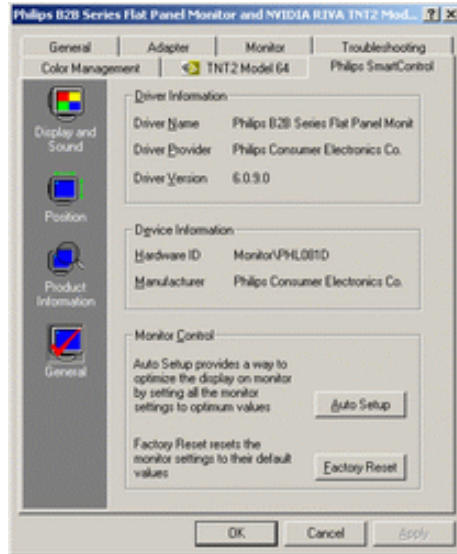 Philips B2B Series Flat Panel Monitor and NVIDIA RIVA TNT2 Mod...
General Adapter Monitor Troubleshooting
Color Management TNT2 Model 64 Philips SmartControl
Display and
Sound
Position
Product
Information
General
Driver Information
Driver Name Philips B2B Series Flat Panel Monit
Driver Provider Philips Consumer Electronics Co.
Driver Version 6.0.9.0
Device Information
Hardware ID Monitor\PHL081D
Manufacturer Philips Consumer Electronics Co.
Monitor Control
Auto Setup provides a way to
optimize the display on monitor
by setting all the monitor
settings to optimum values
Auto Setup
Factory Reset resets the
monitor settings to their default
values
Factory Reset
OK Cancel Apply